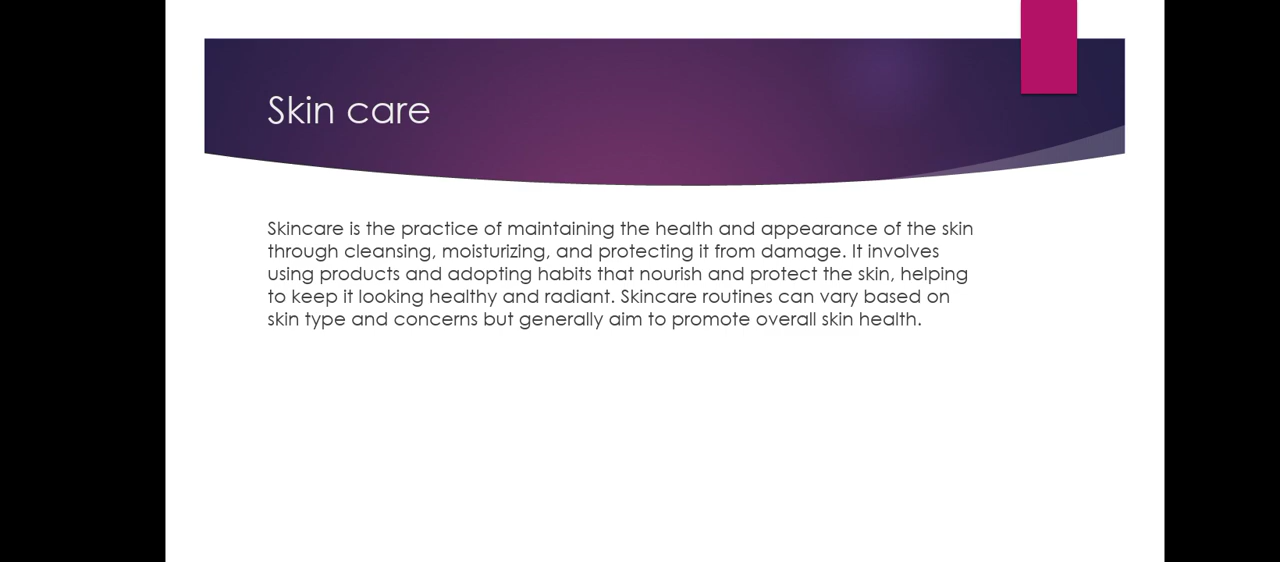 Skin care
Skincare is the practice of maintaining the health and appearance of the skin
through cleansing, moisturizing, and protecting it from damage. It involves
using products and adopting habits that nourish and protect the skin, helping
to keep it looking healthy and radiant. Skincare routines can vary based on
skin type and concerns but generally aim to promote overall skin health.